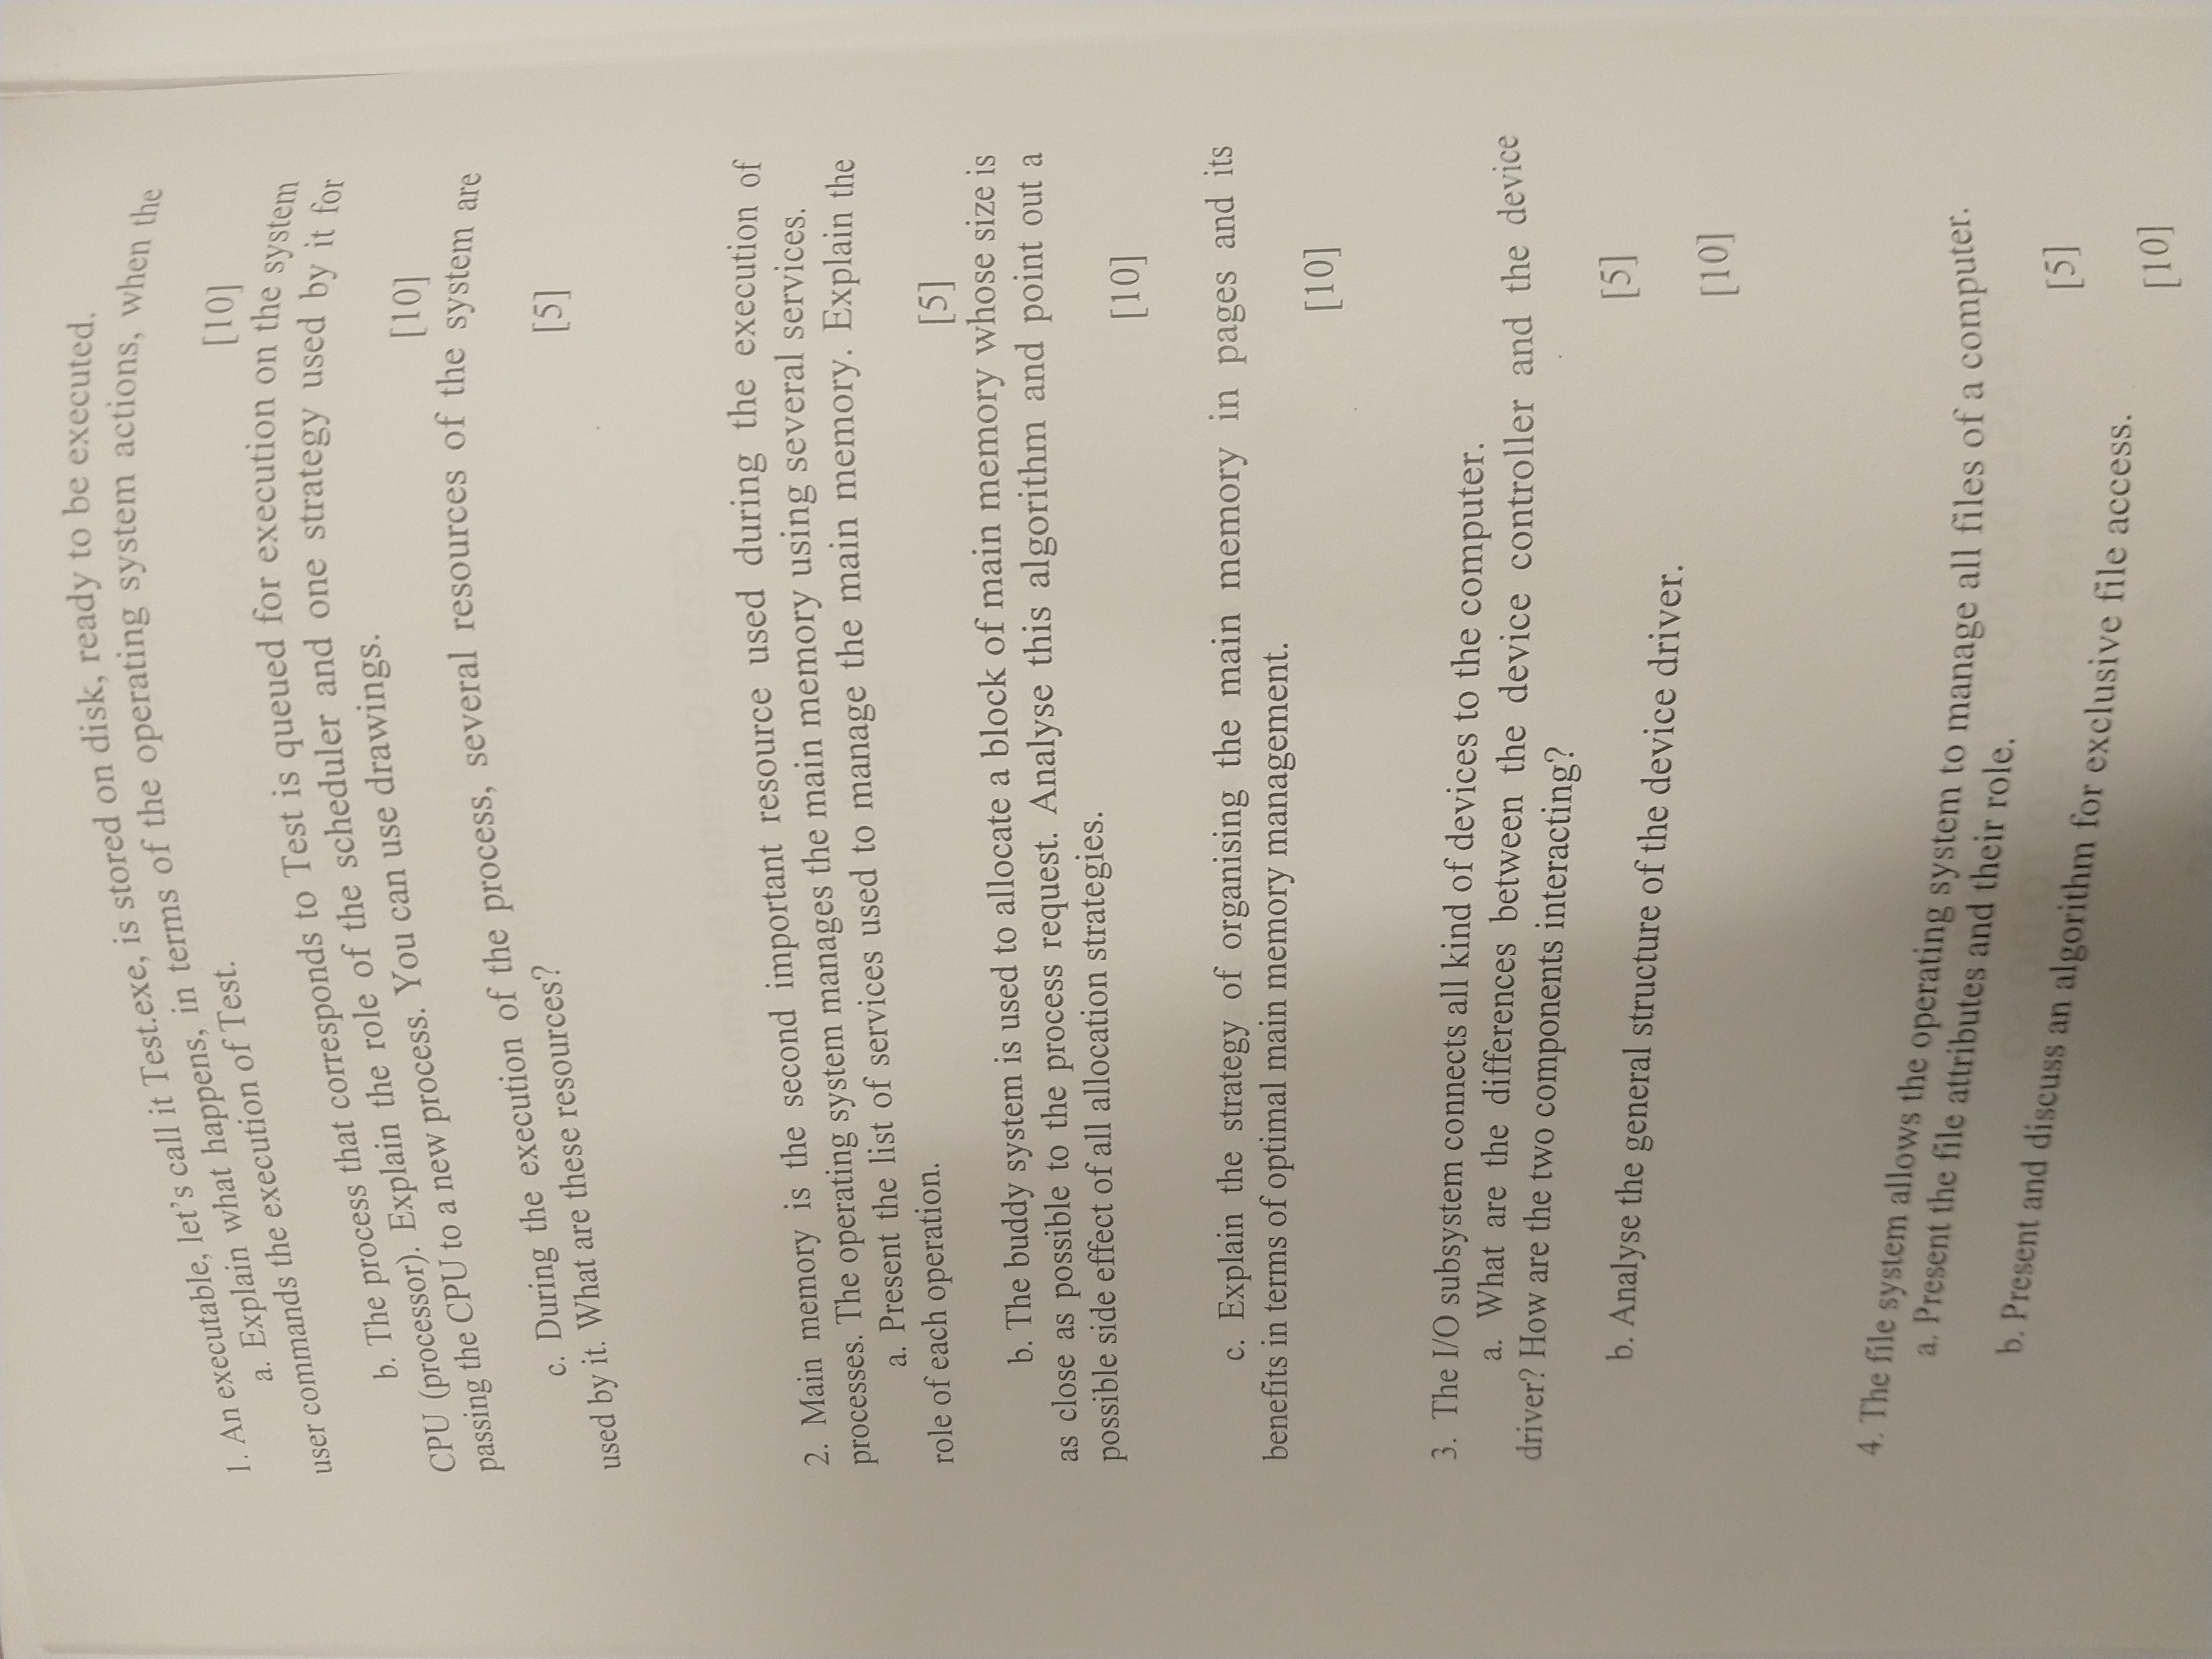 1. An executable, let's call it Test.exe, is stored on disk, ready to be executed.
a. Explain what happens, in terms of the operating system actions, when the
user commands the execution of Test.
[10]
b. The process that corresponds to Test is queued for execution on the system
CPU (processor). Explain the role of the scheduler and one strategy used by it for
passing the CPU to a new process. You can use drawings.
[10]
c. During the execution of the process, several resources of the system are
used by it. What are these resources?
[5]
CS2506 Operating Systems II
2. Main memory is the second important resource used during the execution of
processes. The operating system manages the main memory using several services.
a. Present the list of services used to manage the main memory. Explain the
role of each operation.
[5]
b. The buddy system is used to allocate a block of main memory whose size is
as close as possible to the process request. Analyse this algorithm and point out a
possible side effect of all allocation strategies.
[10]
c. Explain the strategy of organising the main memory in pages and its
benefits in terms of optimal main memory management.
[10]
3. The I/O subsystem connects all kind of devices to the computer.
a. What are the differences between the device controller and the device
driver? How are the two components interacting?
[5]
b. Analyse the general structure of the device driver.
[10]
4. The file system allows the operating system to manage all files of a computer.
a. Present the file attributes and their role.
[5]
b. Present and discuss an algorithm for exclusive file access.
[10]